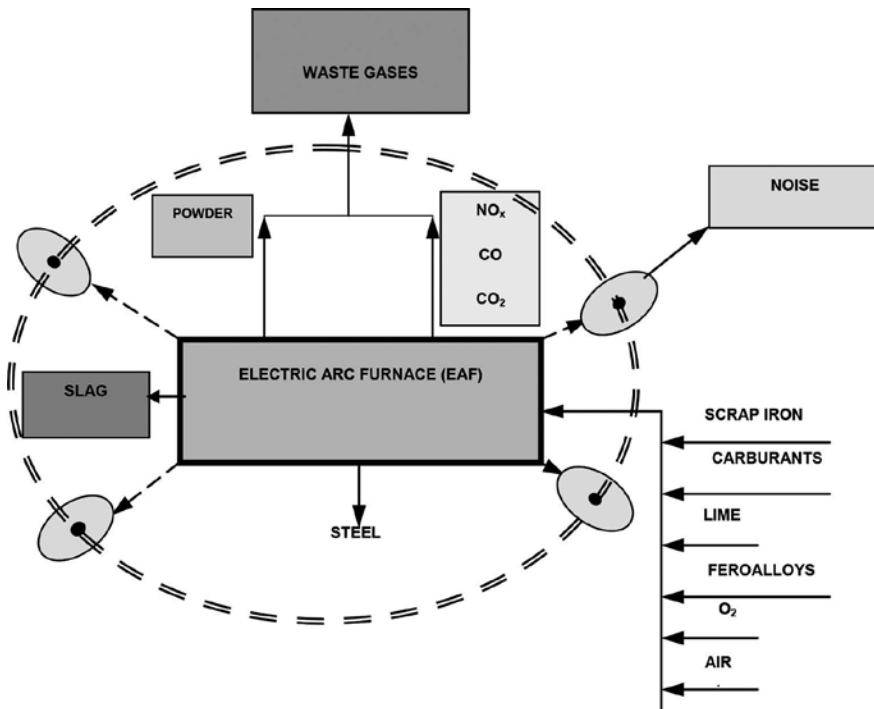 WASTE GASES
POWDER
NOₓ
CO
CO₂
NOISE
ELECTRIC ARC FURNACE (EAF)
SLAG
STEEL
SCRAP IRON
CARBURANTS
LIME
FEROALLOYS
O₂
AIR